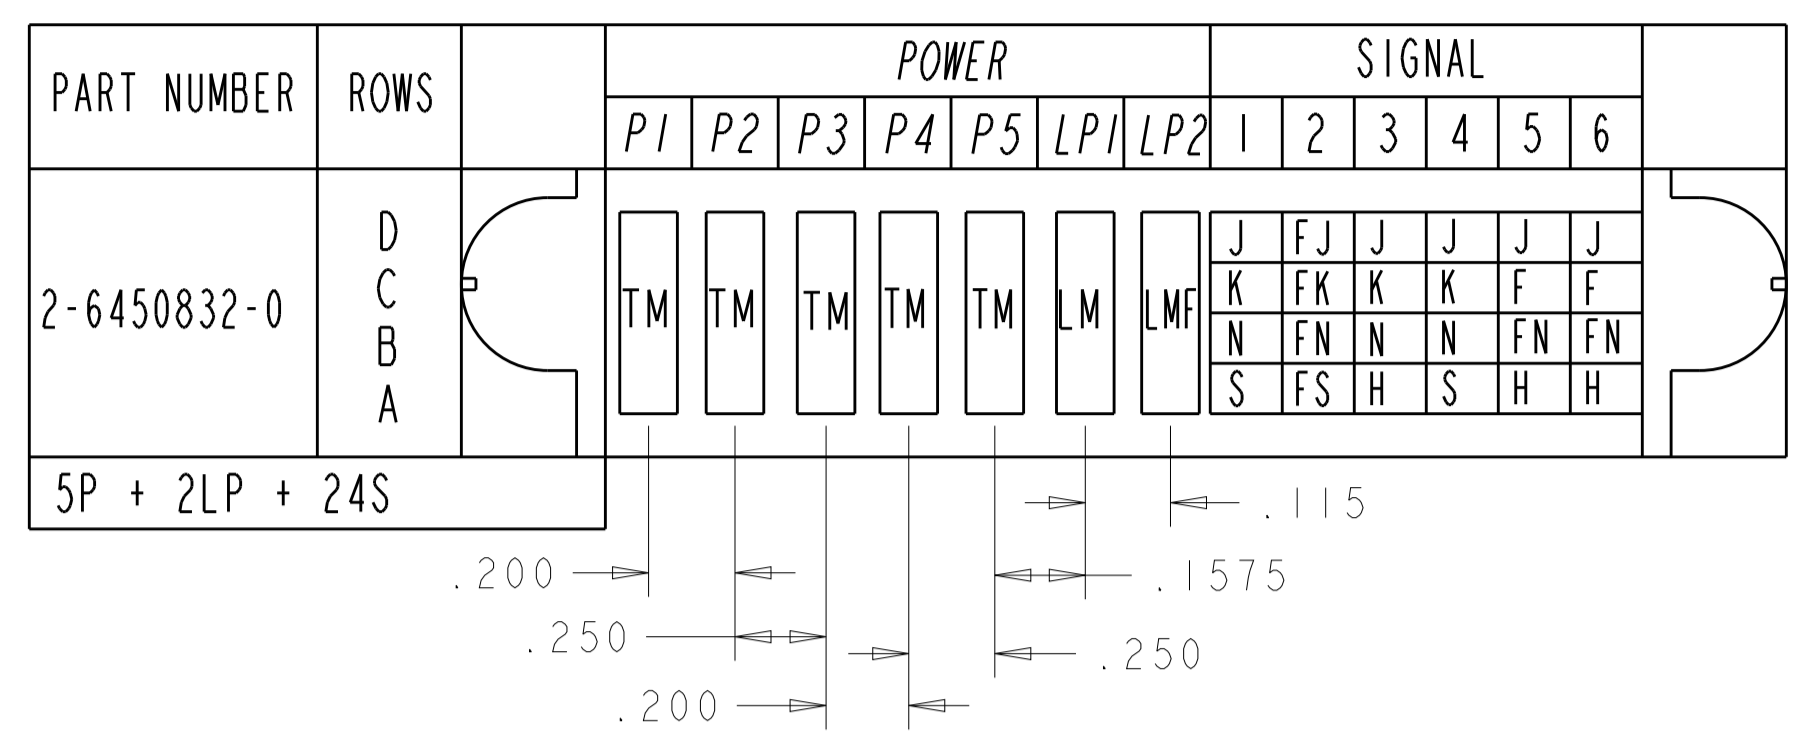 PART NUMBER ROWS POWER SIGNAL
P1 P2 P3 P4 P5 LP1 LP2 1 2 3 4 5 6
D J FJ J J J J
C K FK K K F F
2-6450832-0 TM TM TM TM TM LM LMF
B N FN N N FN FN
A S FS H S H H
5P + 2LP + 24S
.115
.200 .1575
.250 .250
.200